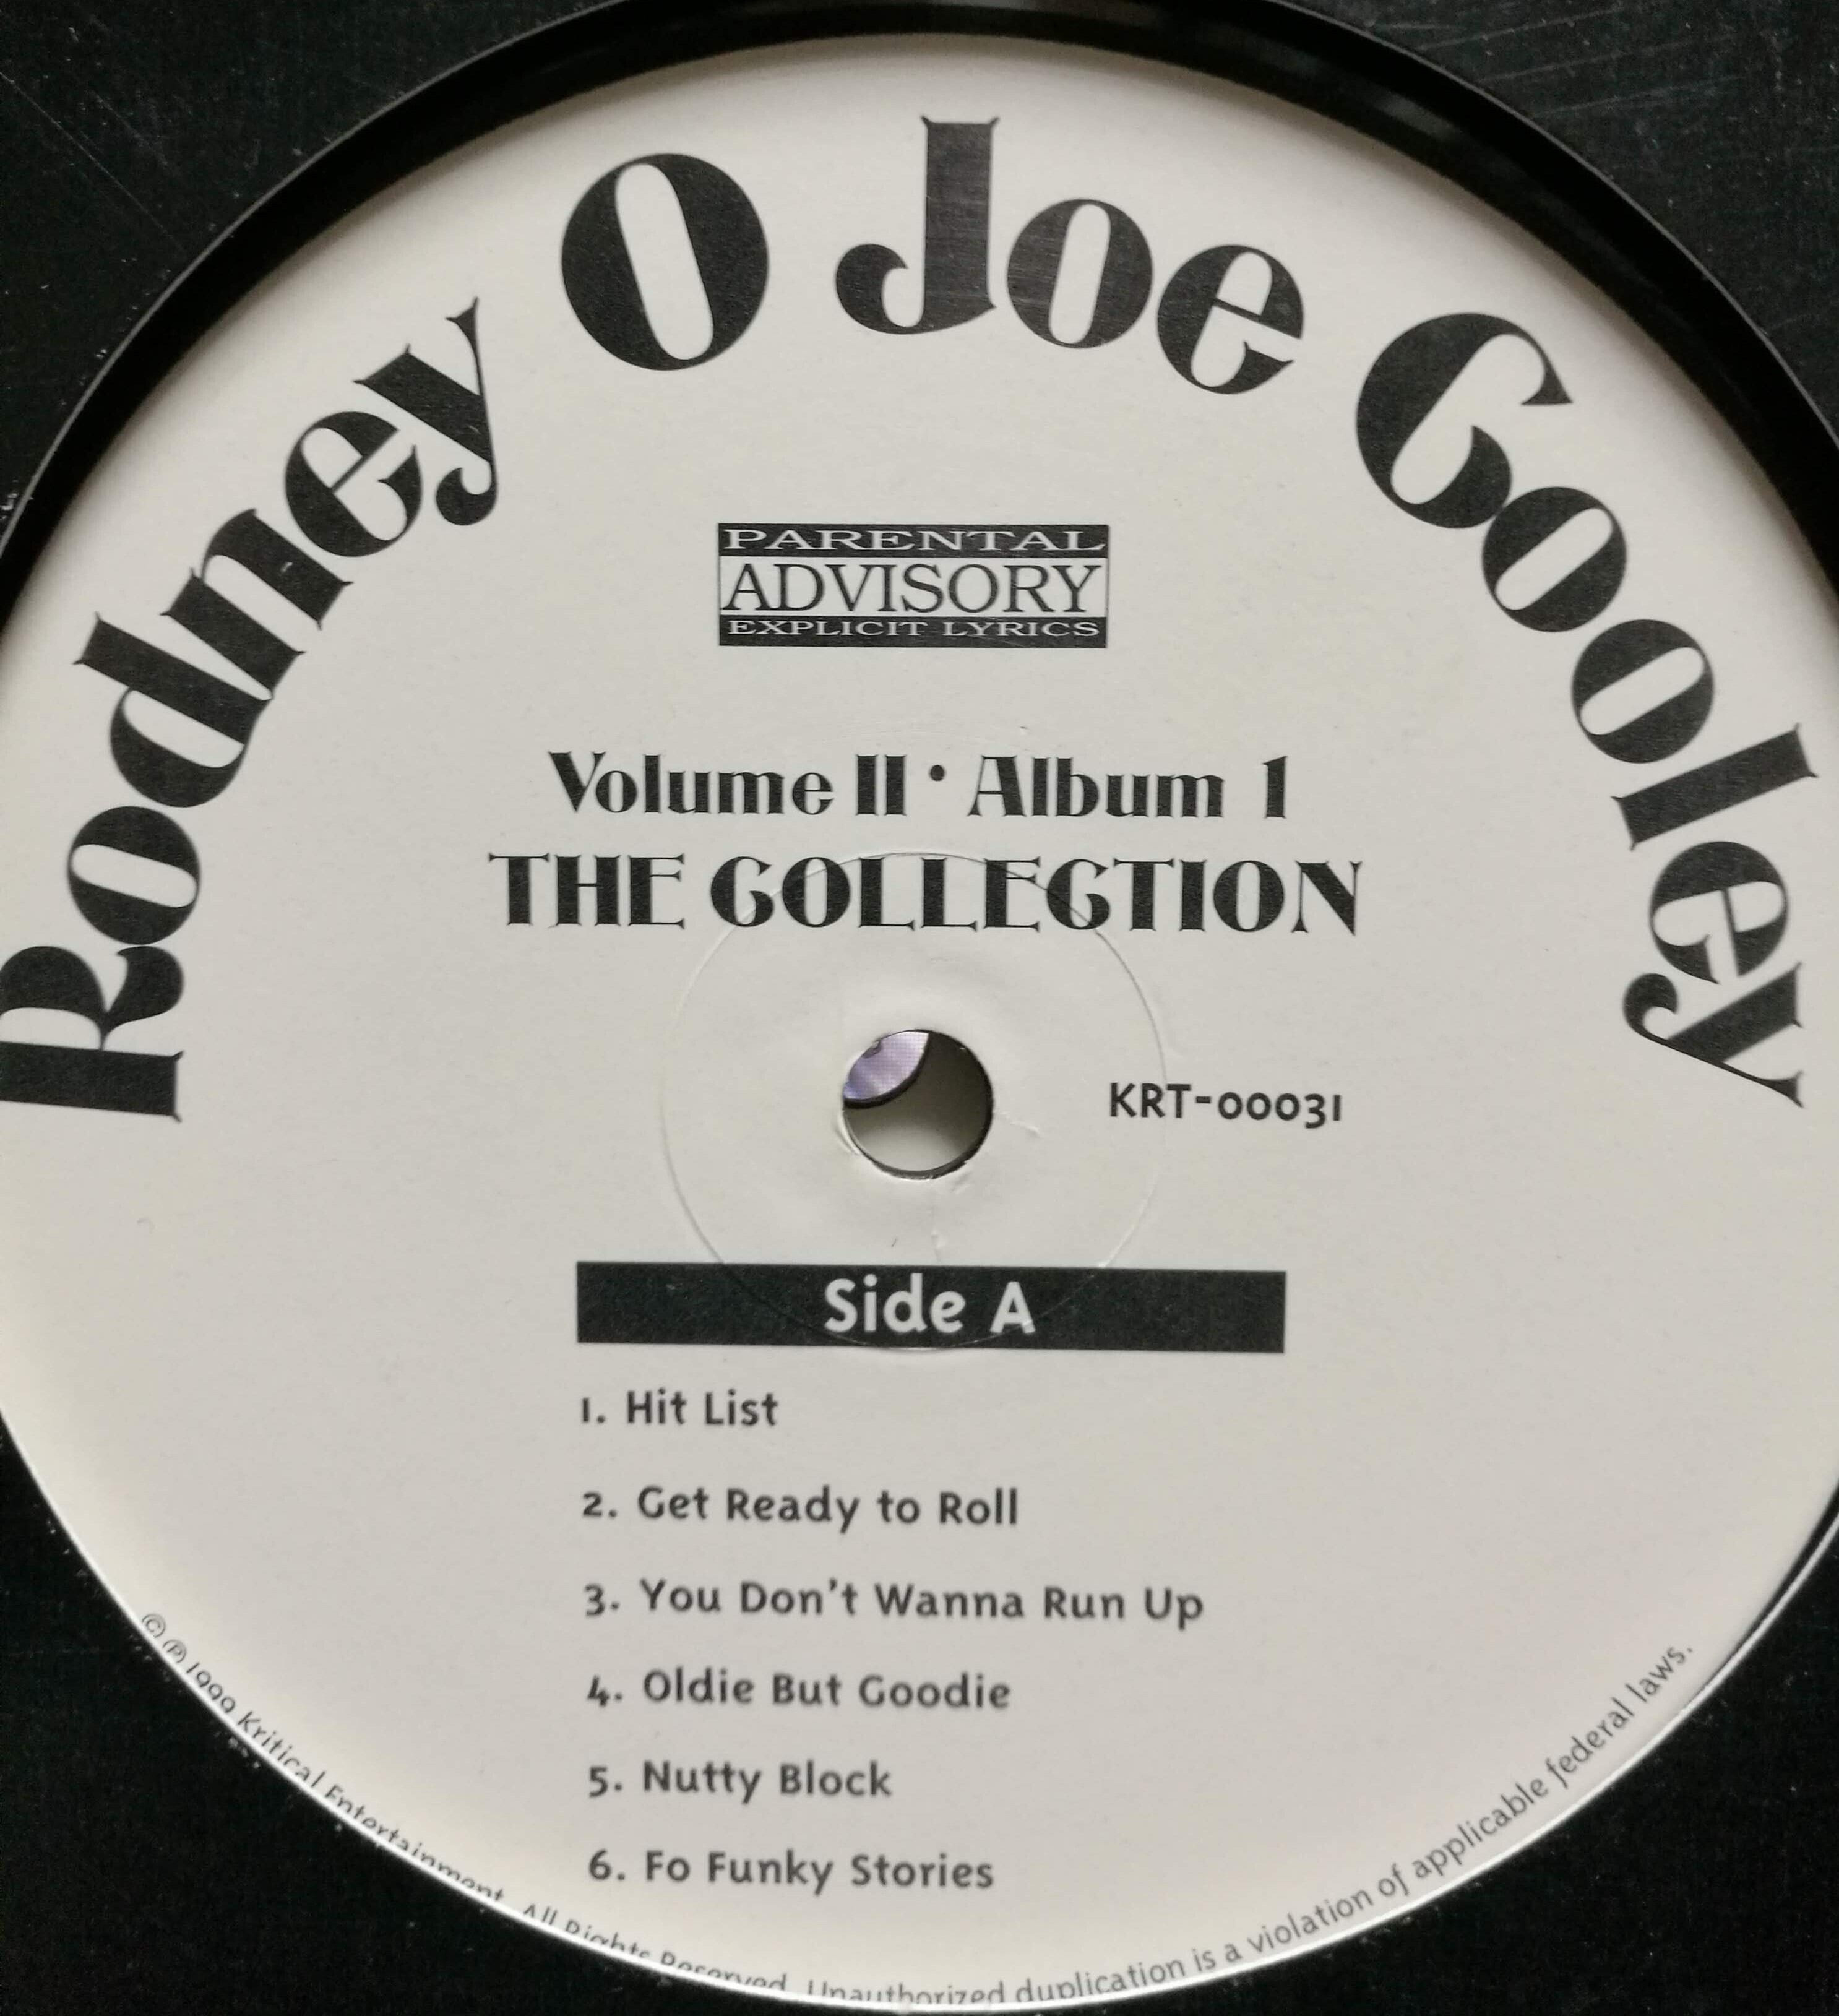 Rodney O Joe Cooley
PARENTAL
ADVISORY
EXPLICIT LYRICS
Volume II • Album 1
THE COLLECTION
KRT-00031
Side A
1. Hit List
2. Get Ready to Roll
3. You Don't Wanna Run Up
4. Oldie But Goodie
5. Nutty Block
6. Fo Funky Stories
© ℗ 1999 Kritical Entertainment. All Rights Reserved. Unauthorized duplication is a violation of applicable federal laws.